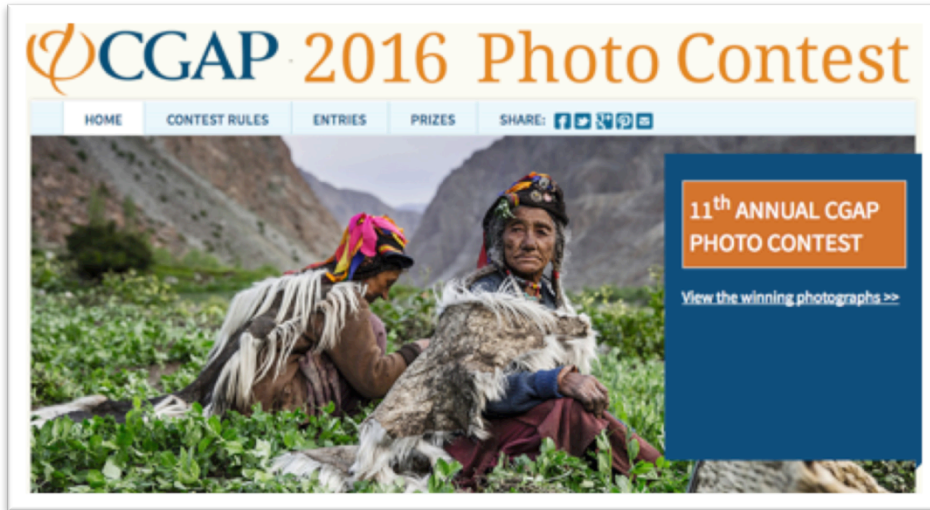 CGAP 2016 Photo Contest
HOME CONTEST RULES ENTRIES PRIZES SHARE:
11th ANNUAL CGAP
PHOTO CONTEST
View the winning photographs >>